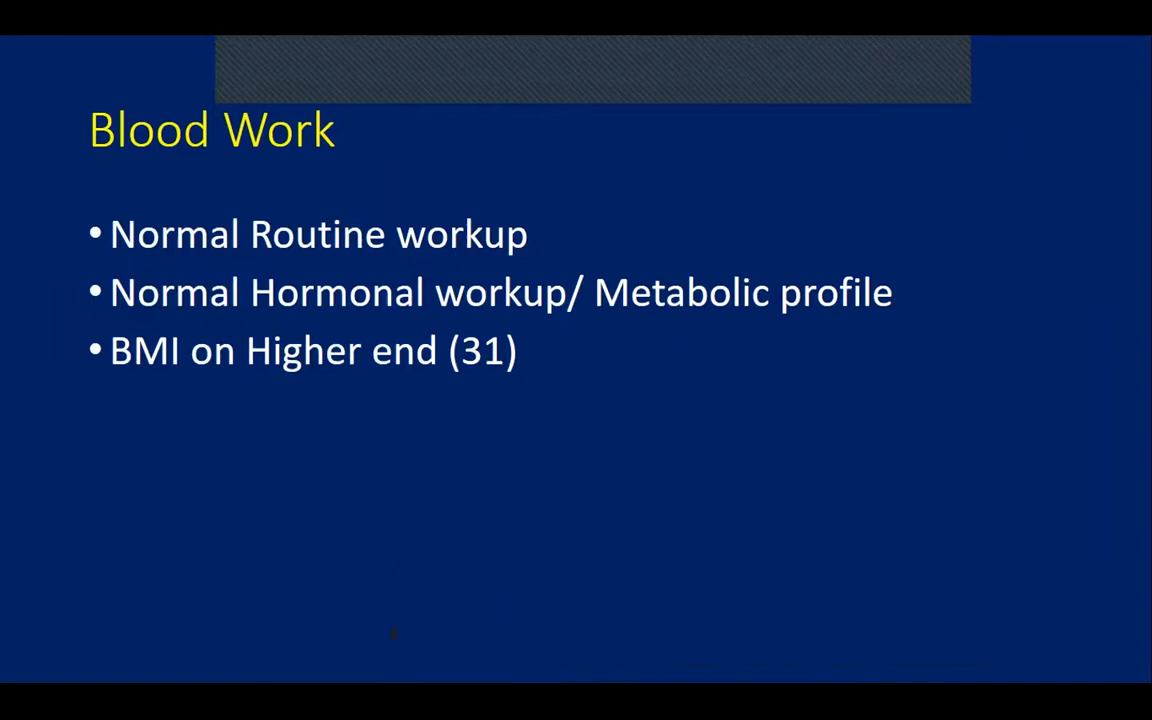 Blood Work
• Normal Routine workup
• Normal Hormonal workup/ Metabolic profile
• BMI on Higher end (31)